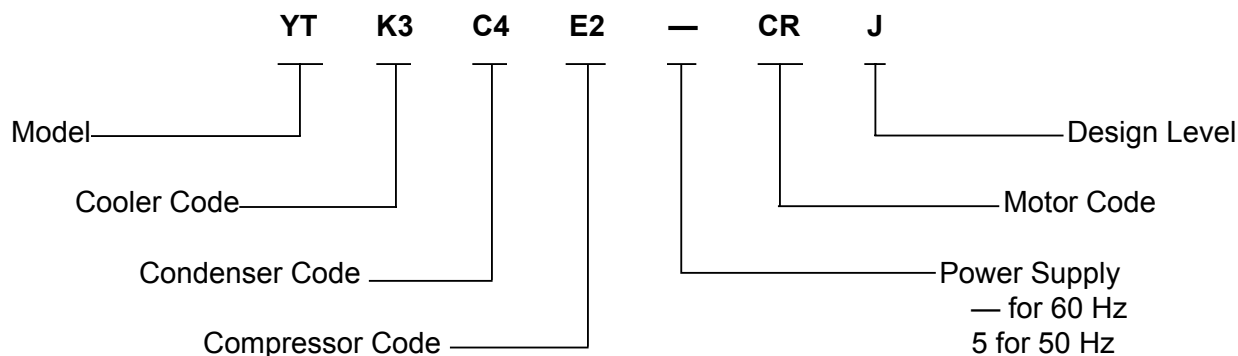 YT K3 C4 E2 — CR J
Model
Design Level
Cooler Code
Motor Code
Condenser Code
Power Supply
— for 60 Hz
Compressor Code
5 for 50 Hz